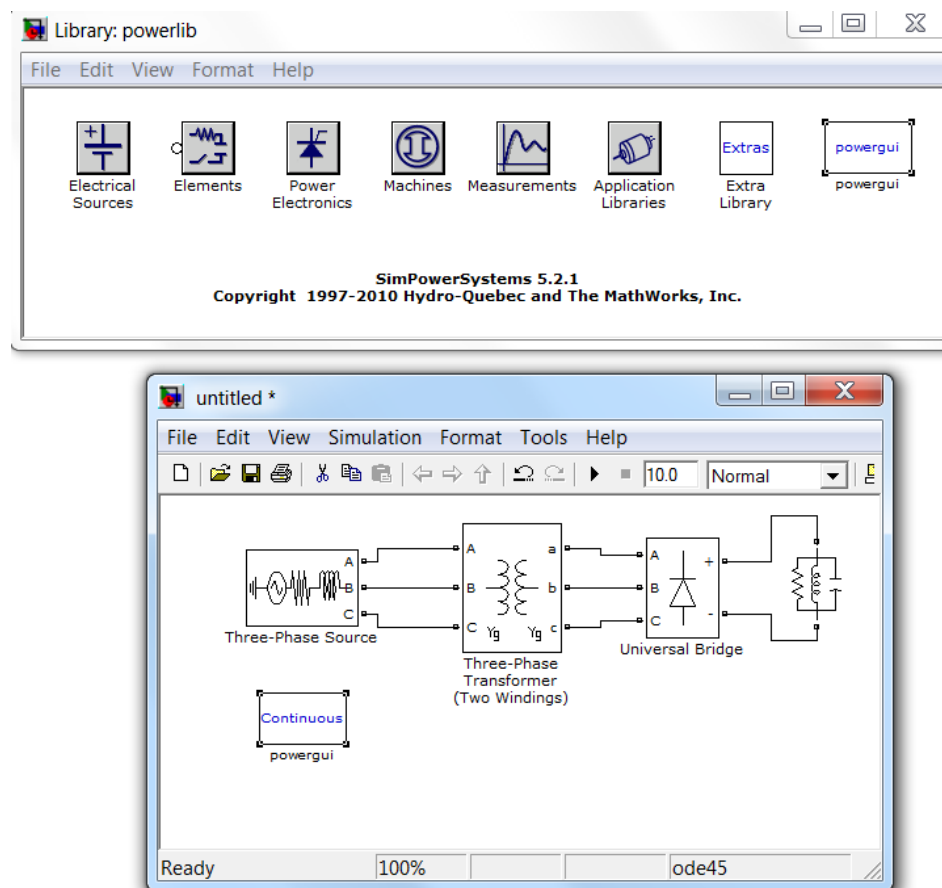 Library: powerlib
File Edit View Format Help
Extras
powergui
Electrical Sources
Elements
Power Electronics
Machines
Measurements
Application Libraries
Extra Library
powergui
SimPowerSystems 5.2.1
Copyright 1997-2010 Hydro-Quebec and The MathWorks, Inc.
untitled *
File Edit View Simulation Format Tools Help
10.0 Normal
A
B
C
Three-Phase Source
A a
B b
C Yg Yg c
Three-Phase
Transformer
(Two Windings)
A +
B
C -
Universal Bridge
Continuous
powergui
Ready 100% ode45